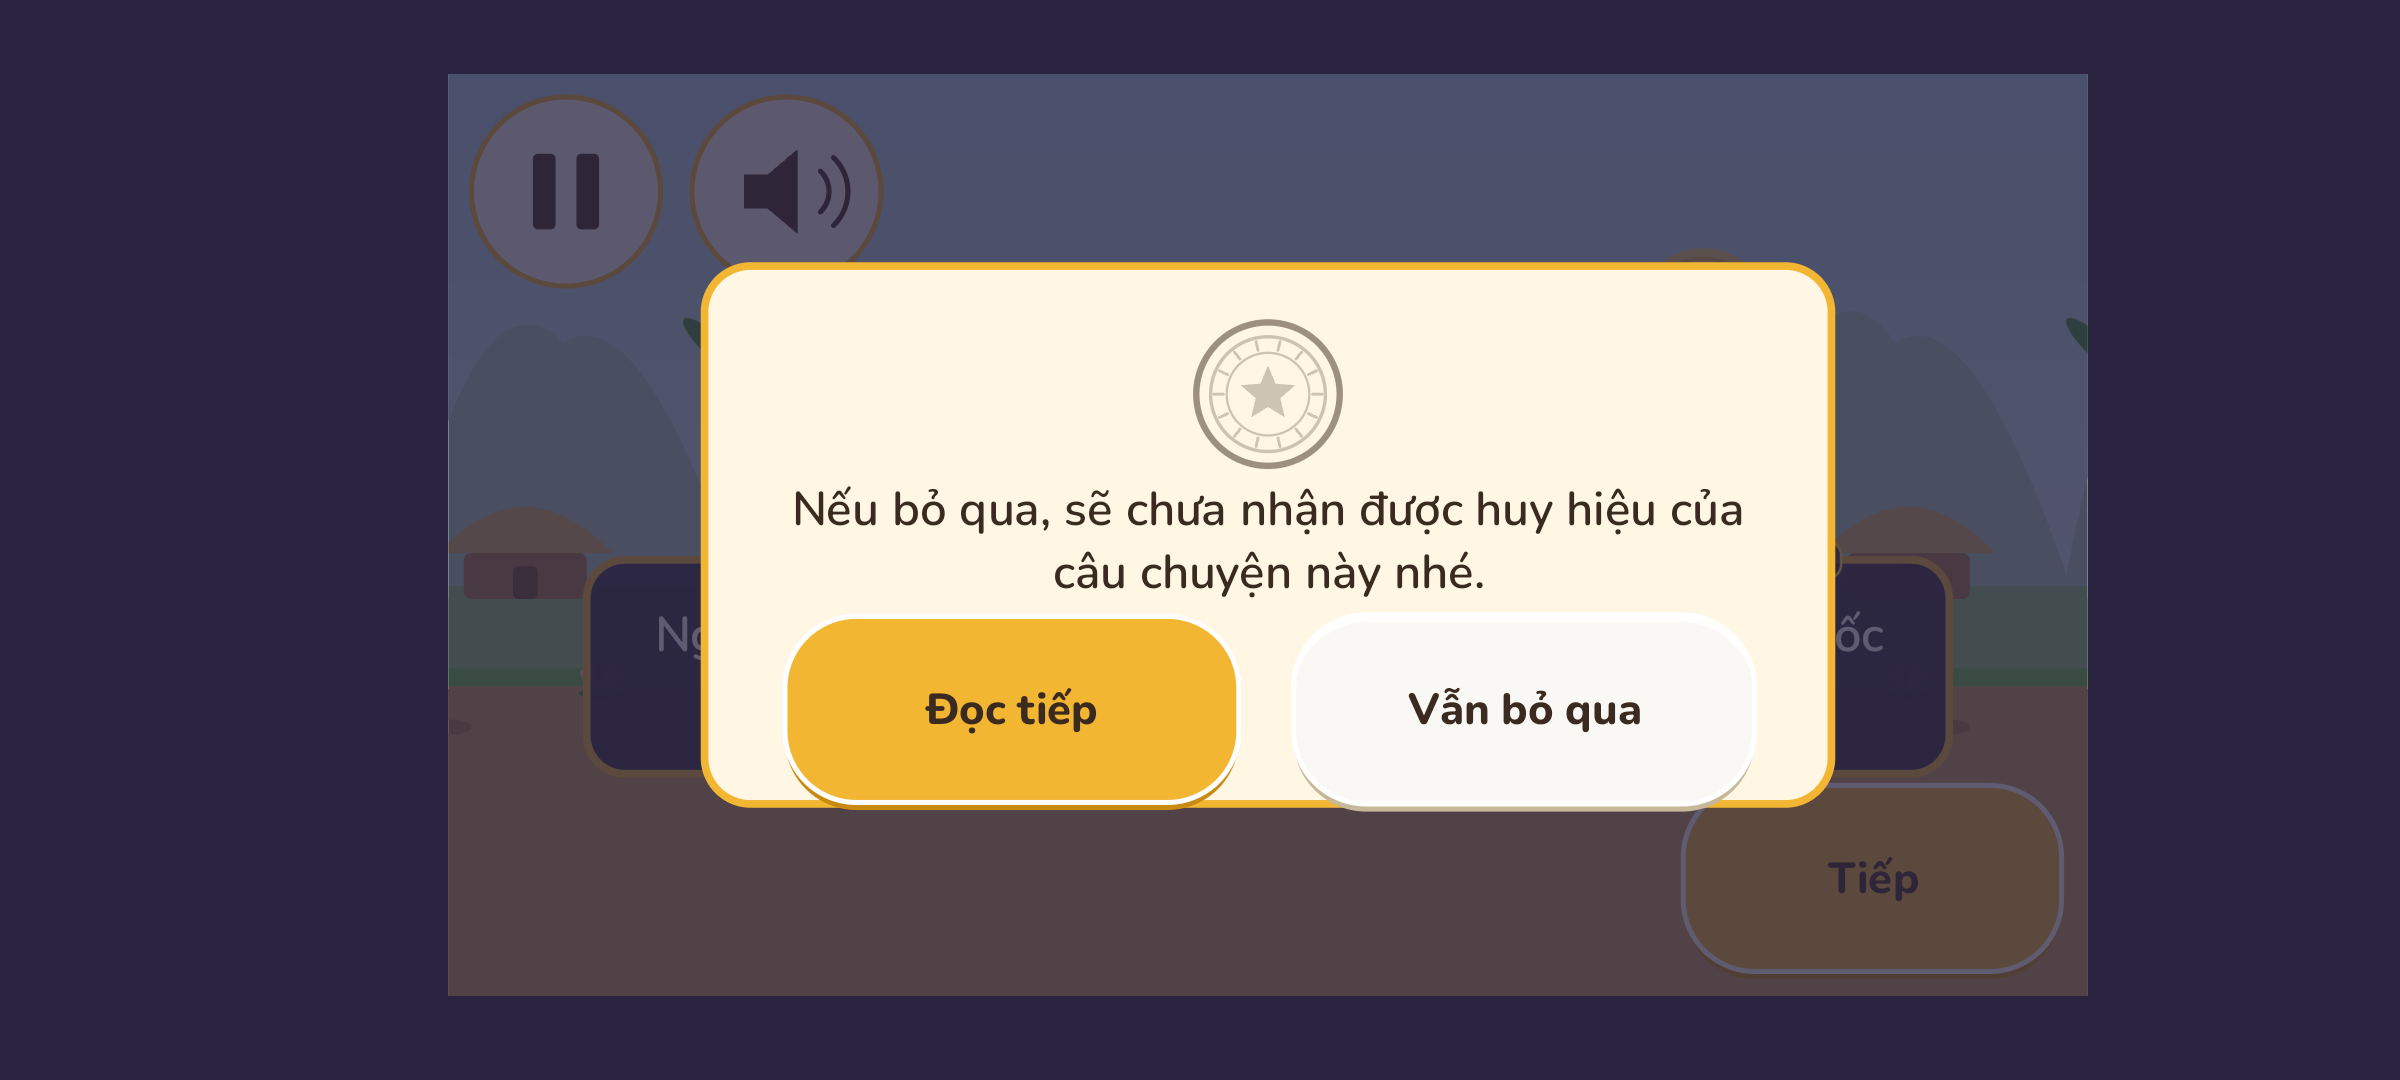 Nếu bỏ qua, sẽ chưa nhận được huy hiệu của
câu chuyện này nhé.
Đọc tiếp
Vẫn bỏ qua
Tiếp